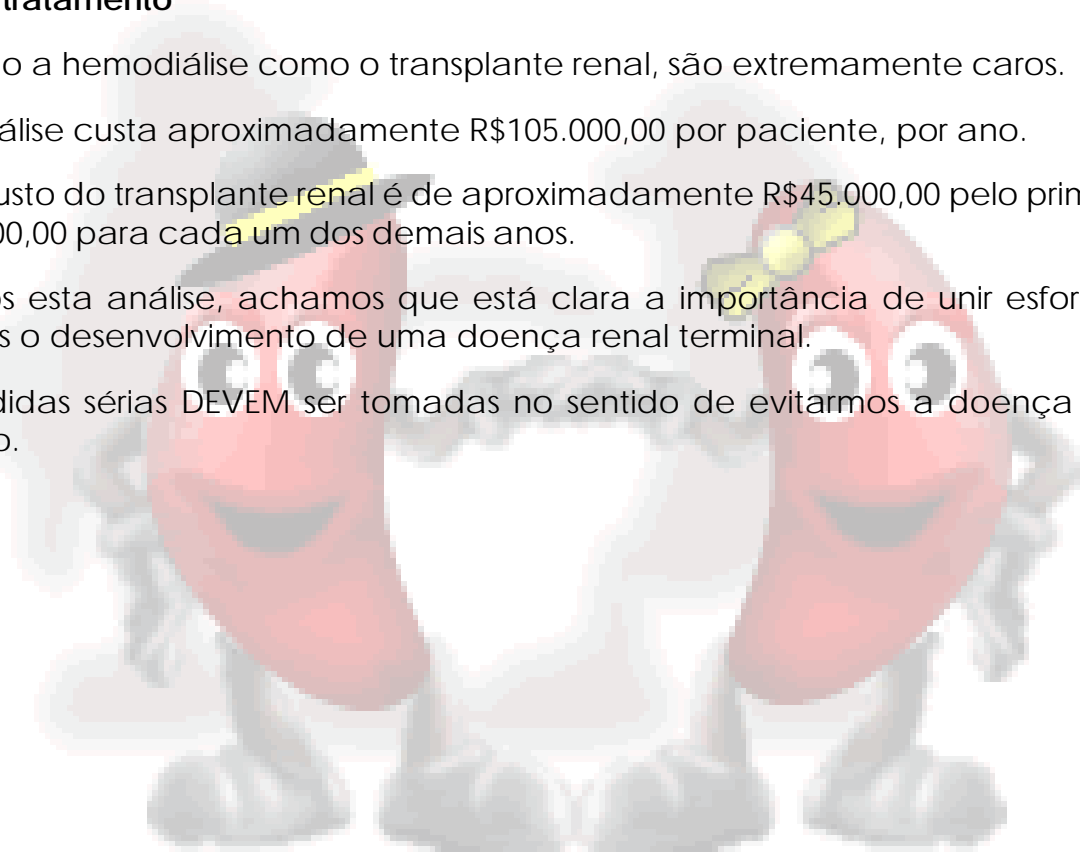 tratamento
o a hemodiálise como o transplante renal, são extremamente caros.
álise custa aproximadamente R$105.000,00 por paciente, por ano.
usto do transplante renal é de aproximadamente R$45.000,00 pelo prim
00,00 para cada um dos demais anos.
s esta análise, achamos que está clara a importância de unir esfor
s o desenvolvimento de uma doença renal terminal.
didas sérias DEVEM ser tomadas no sentido de evitarmos a doença
o.